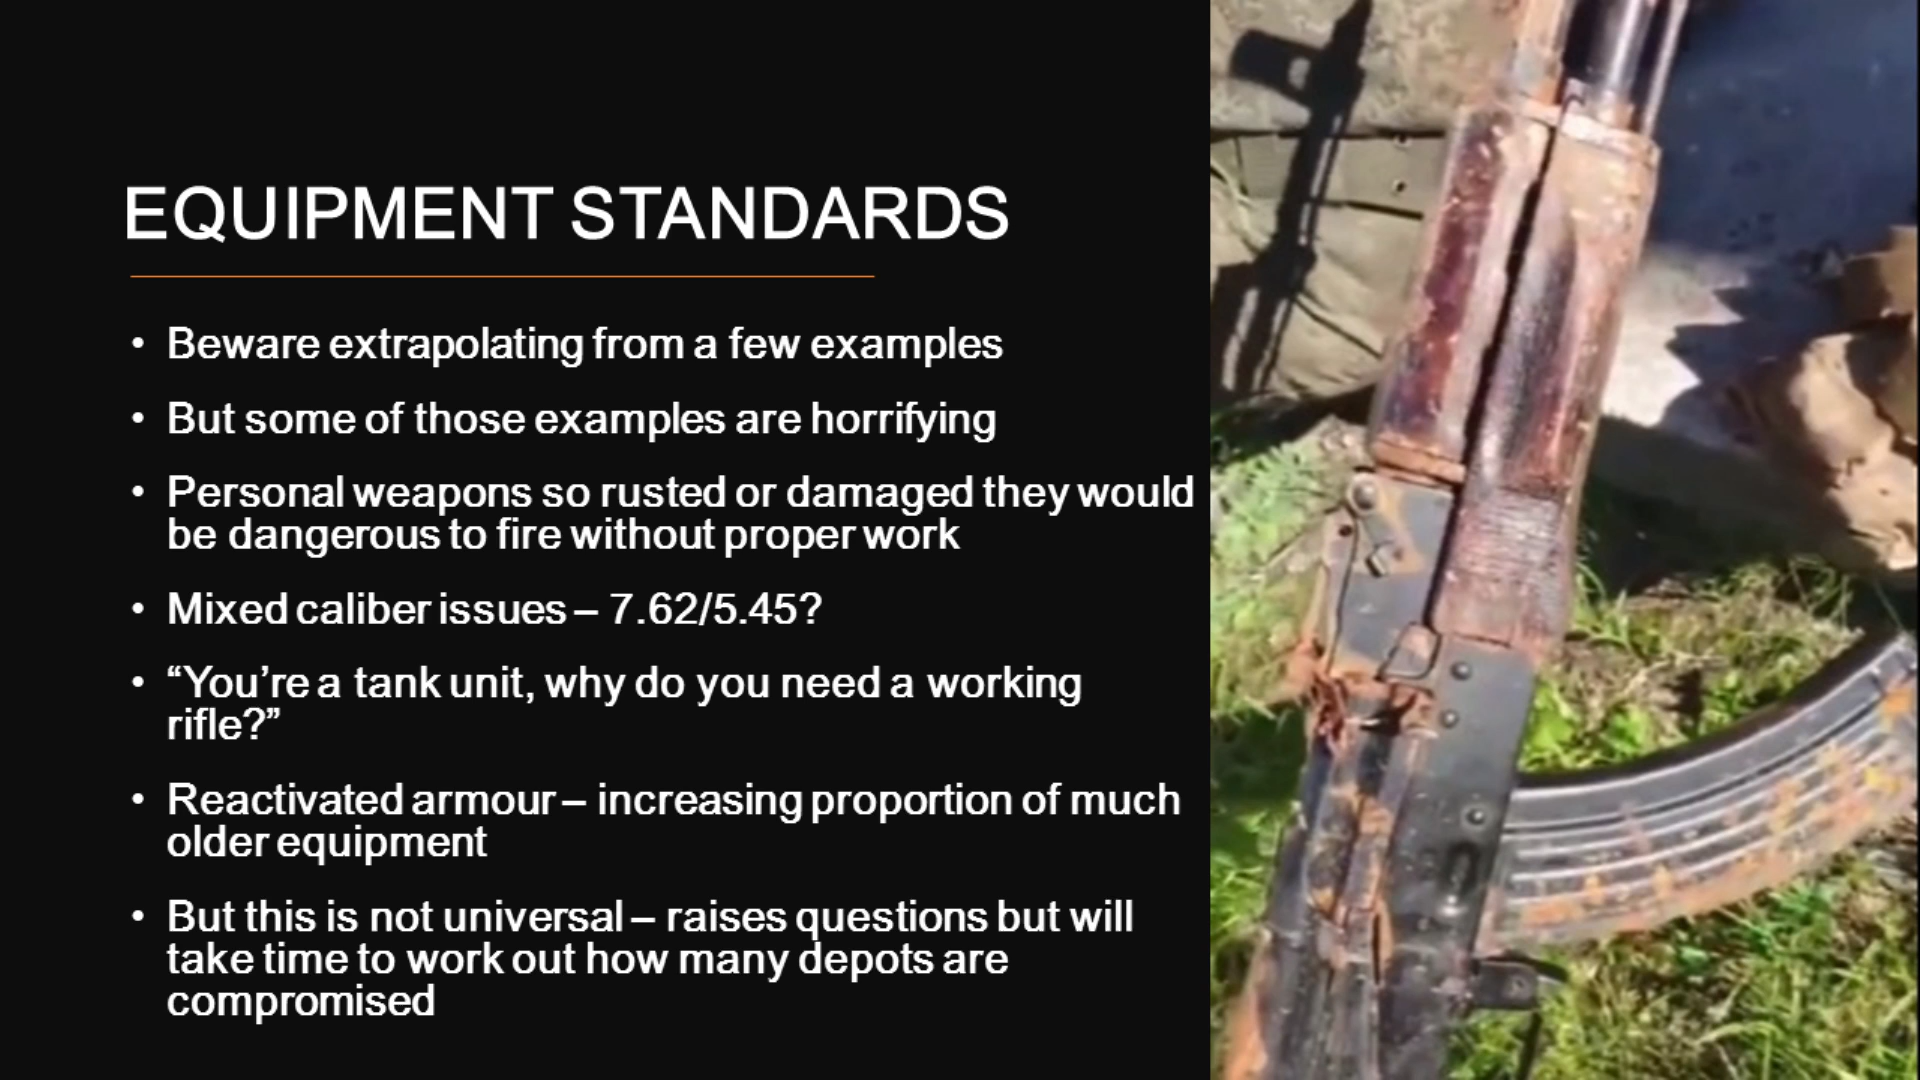 EQUIPMENT STANDARDS
• Beware extrapolating from a few examples
• But some of those examples are horrifying
• Personal weapons so rusted or damaged they would
be dangerous to fire without proper work
• Mixed caliber issues – 7.62/5.45?
• “You’re a tank unit, why do you need a working
rifle?”
• Reactivated armour – increasing proportion of much
older equipment
• But this is not universal – raises questions but will
take time to work out how many depots are
compromised